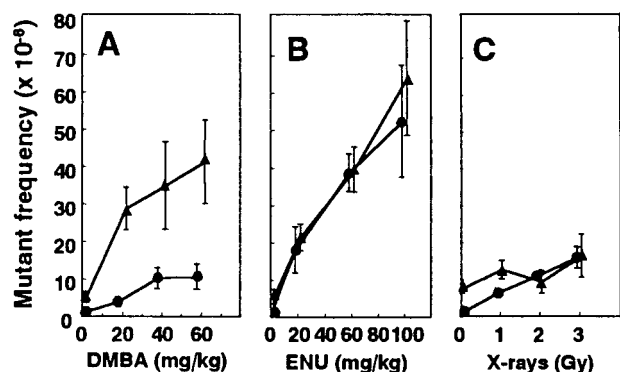 Mutant frequency (x 10⁻⁶)
80
70
60
50
40
30
20
10
0
A
B
C
0 20 40 60
0 20 40 60 80 100
0 1 2 3
DMBA (mg/kg)
ENU (mg/kg)
X-rays (Gy)